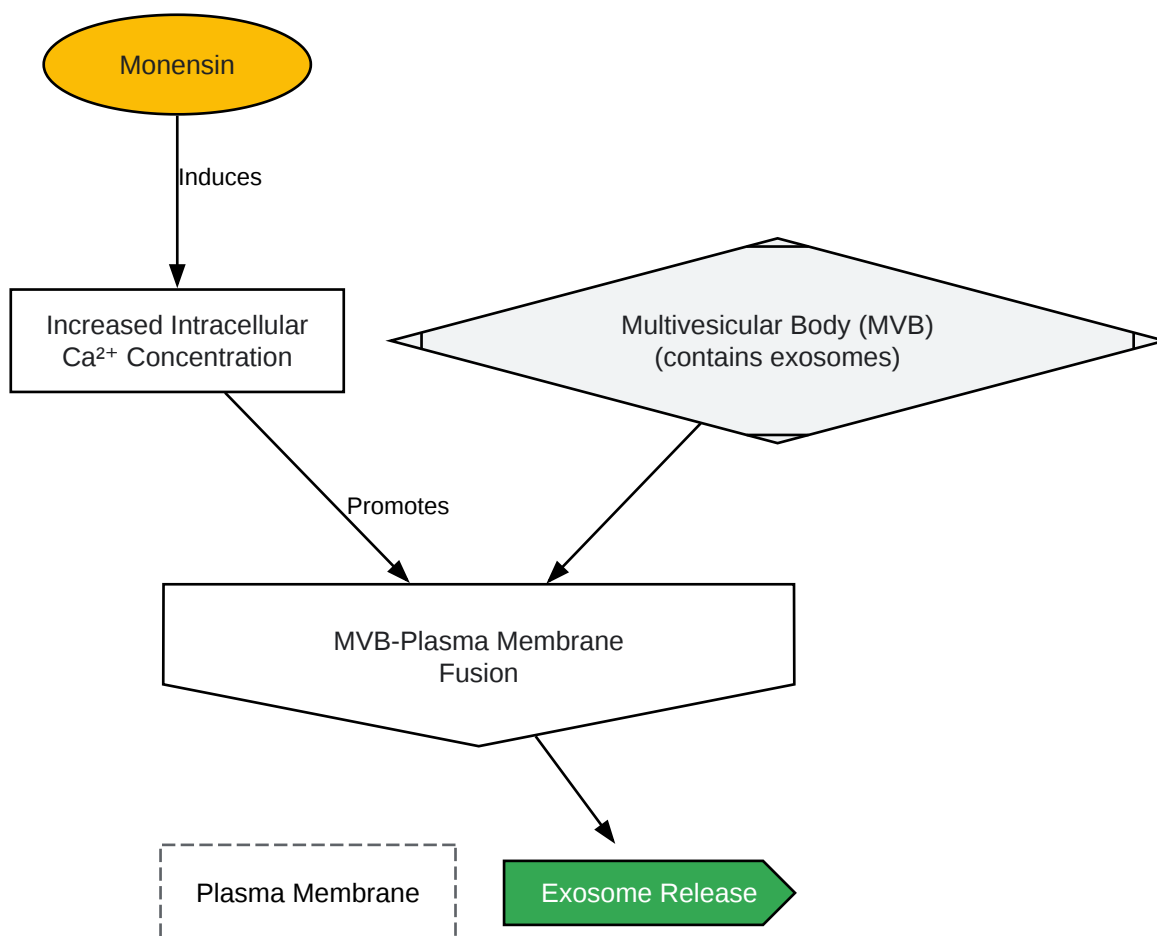 Monensin
Induces
Increased Intracellular
Ca²⁺ Concentration
Multivesicular Body (MVB)
(contains exosomes)
Promotes
MVB-Plasma Membrane
Fusion
Plasma Membrane
Exosome Release